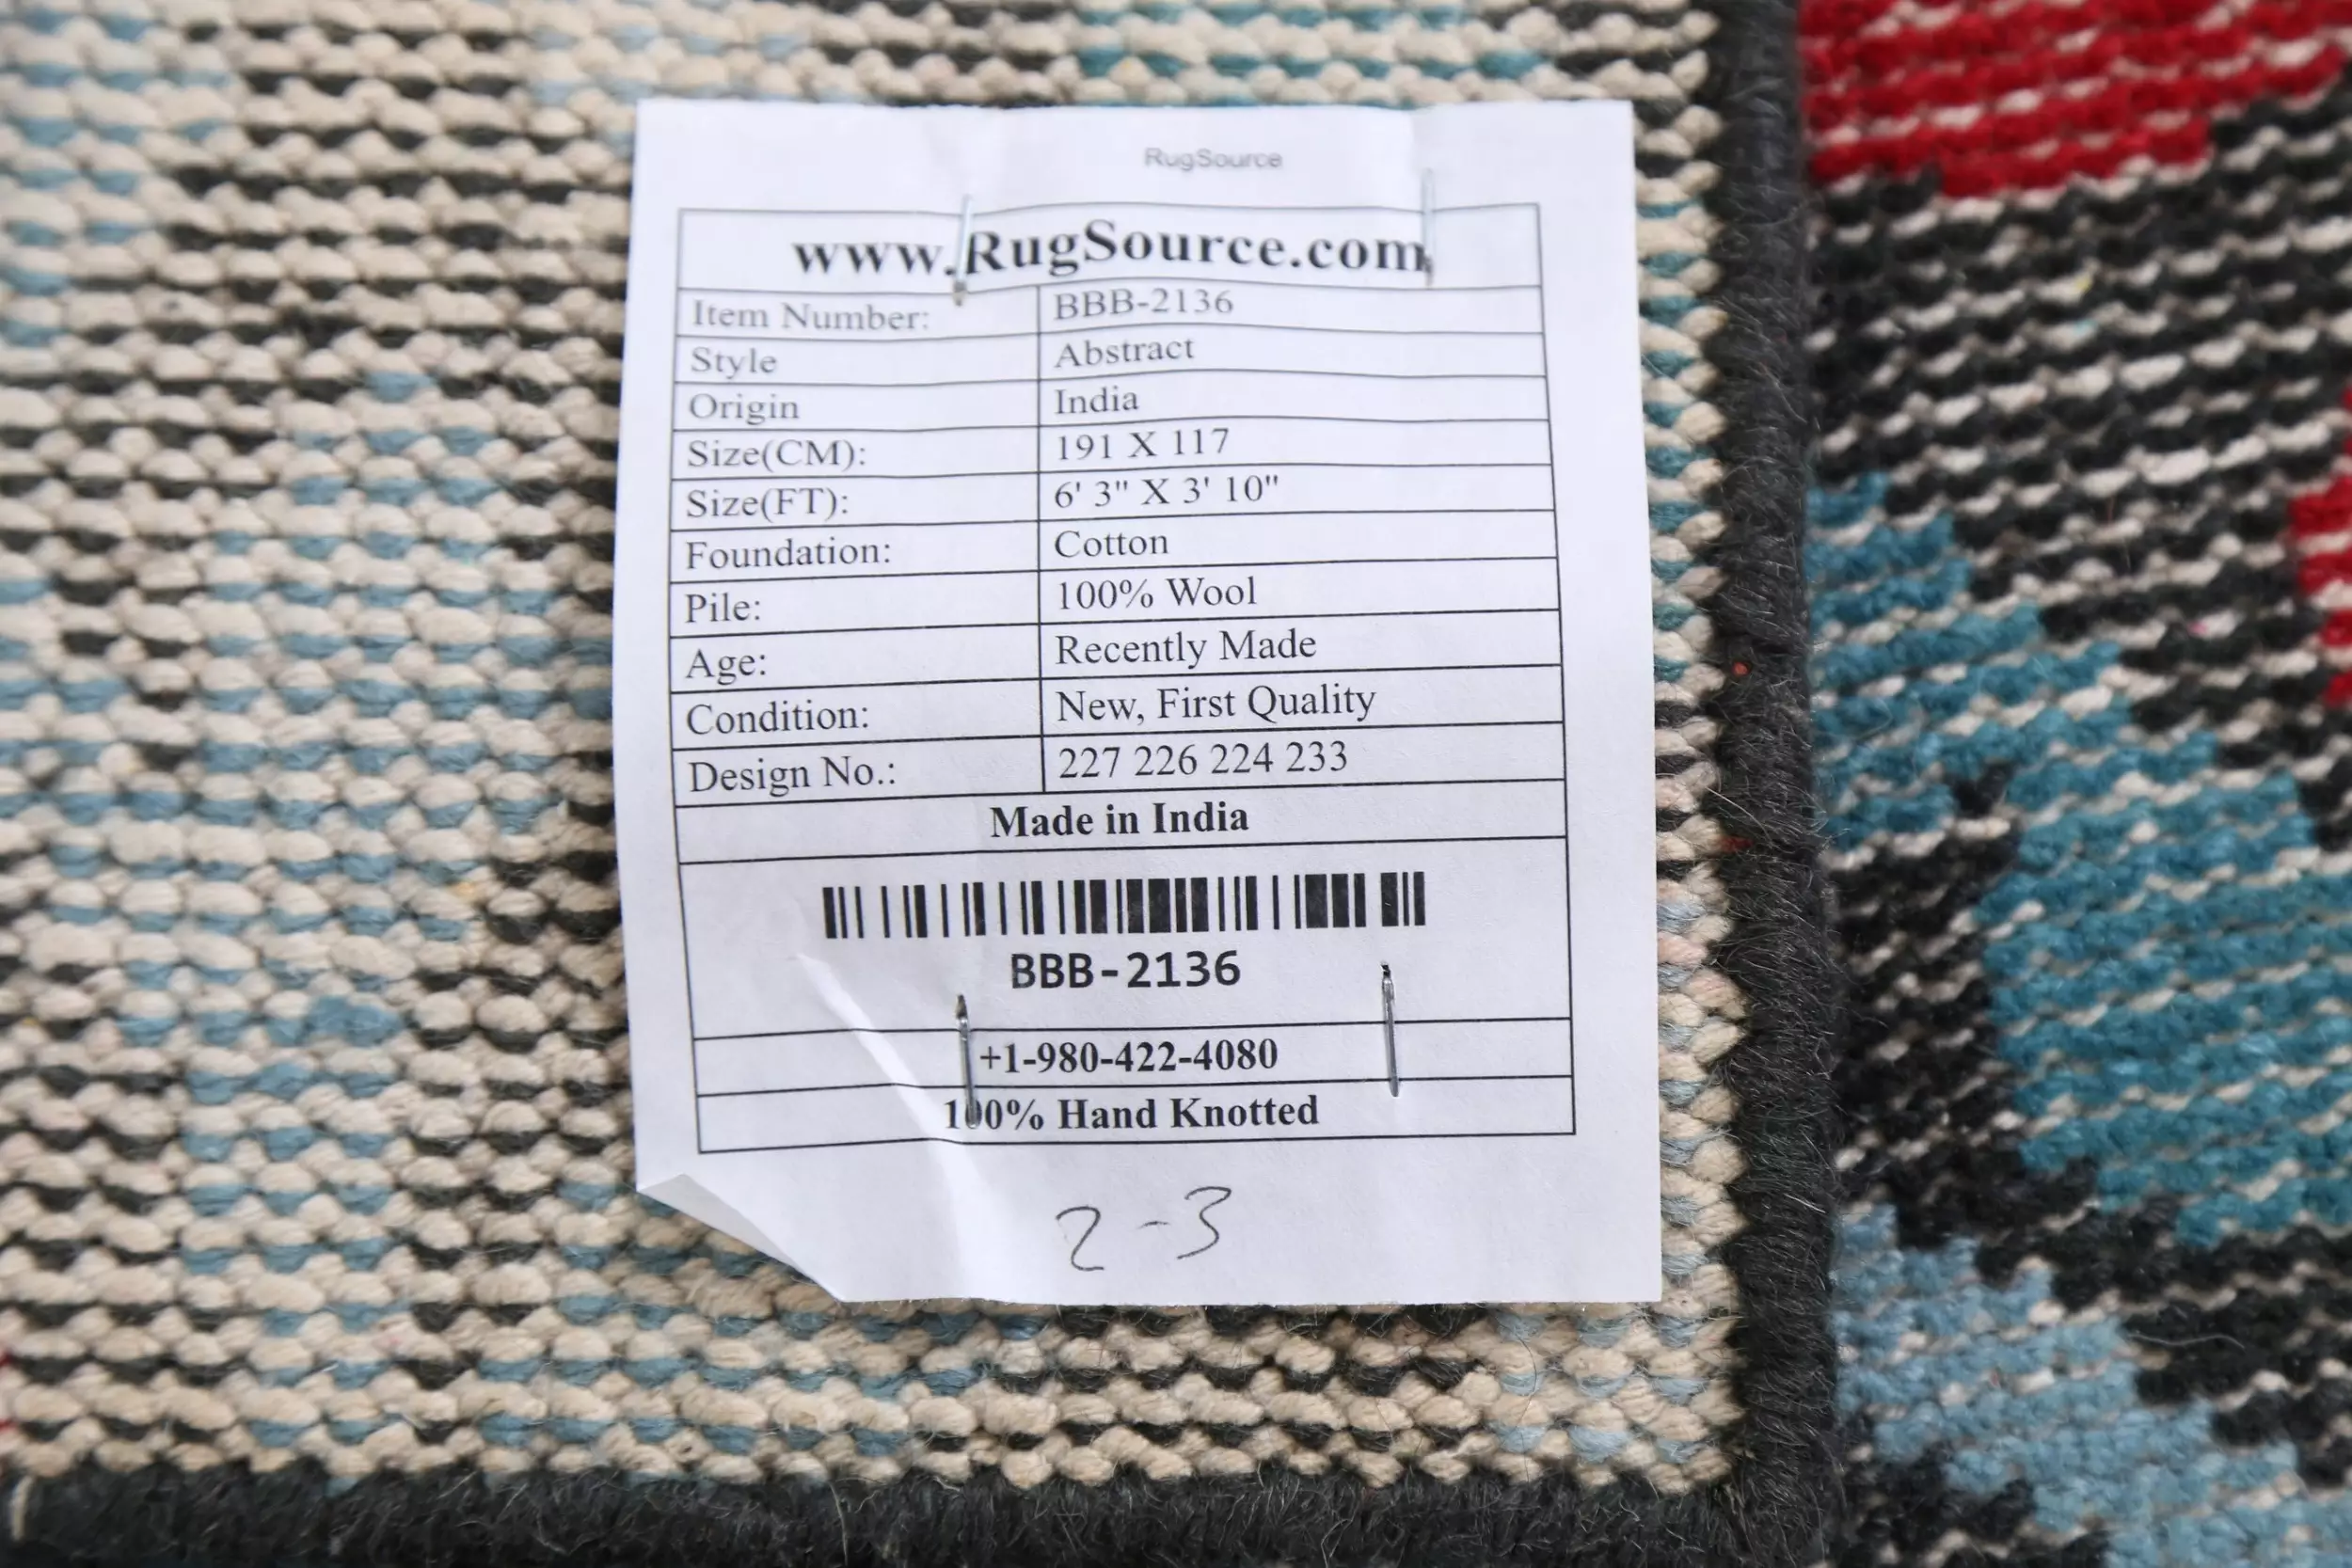 RugSource
www.RugSource.com
Item Number: BBB-2136
Style Abstract
Origin India
Size(CM): 191 X 117
Size(FT): 6' 3" X 3' 10"
Foundation: Cotton
Pile: 100% Wool
Age: Recently Made
Condition: New, First Quality
Design No.: 227 226 224 233
Made in India
BBB-2136
+1-980-422-4080
100% Hand Knotted
2-3